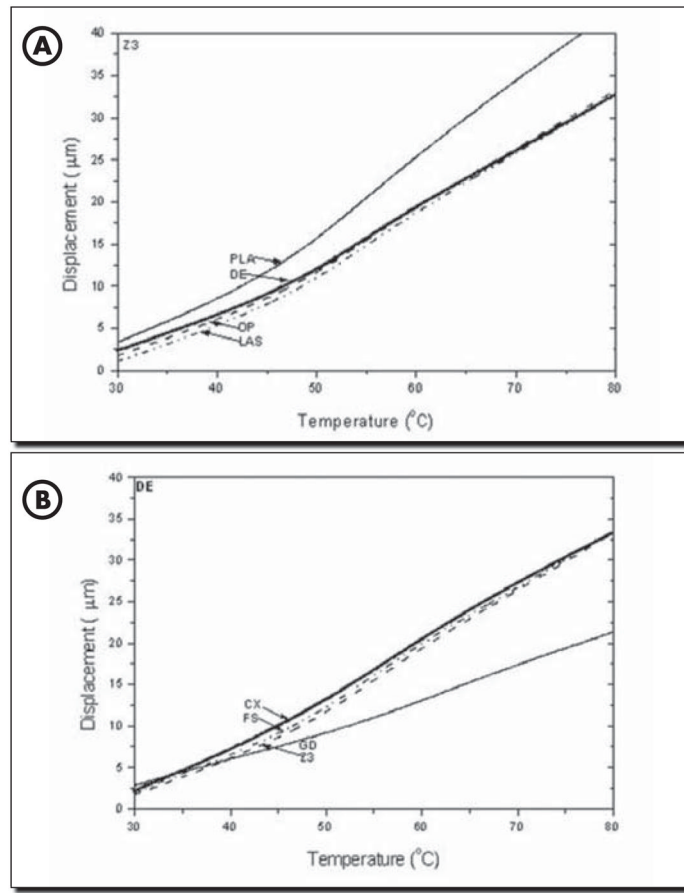 A
Z3
40
35
30
25
20
15
10
5
0
Displacement (μm)
PLA
DE
OP
LAS
30 40 50 60 70 80
Temperature (°C)
B
DE
40
35
30
25
20
15
10
5
0
Displacement ( μm)
CX
FS
GD
Z3
30 40 50 60 70 80
Temperature (°C)